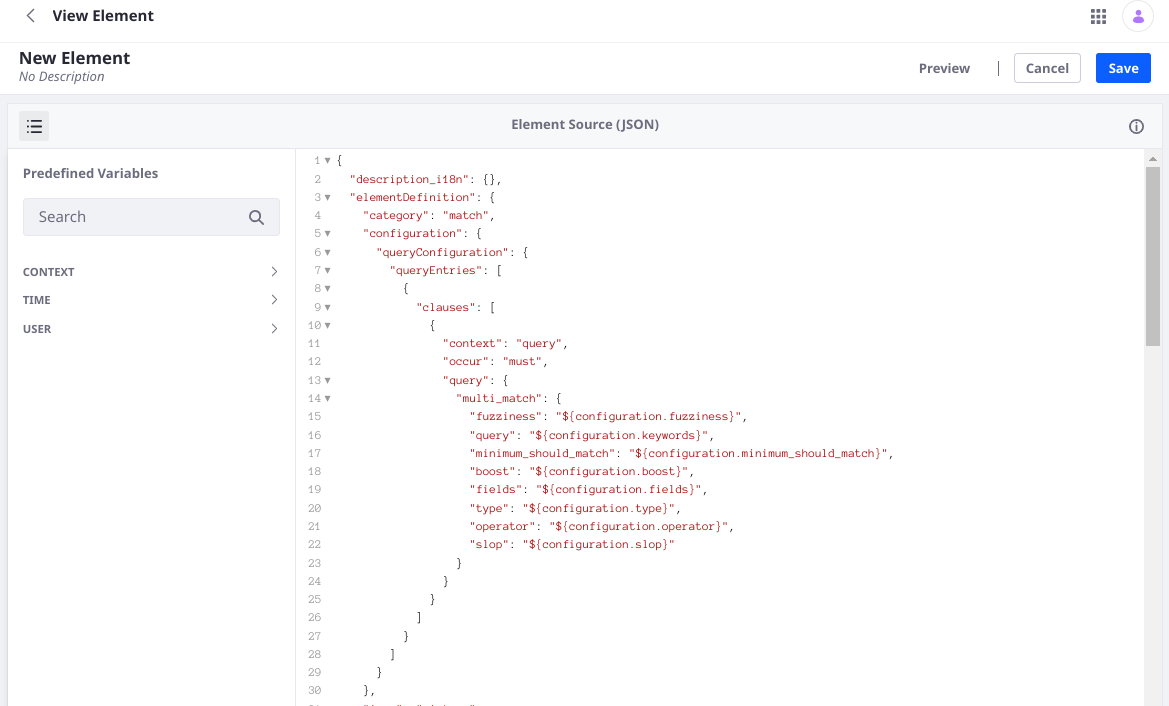 View Element
New Element
No Description
Preview | Cancel Save
Element Source (JSON)
Predefined Variables
Search
CONTEXT
TIME
USER
1 {
2 "description_i18n": {},
3 "elementDefinition": {
4 "category": "match",
5 "configuration": {
6 "queryConfiguration": {
7 "queryEntries": [
8 {
9 "clauses": [
10 {
11 "context": "query",
12 "occur": "must",
13 "query": {
14 "multi_match": {
15 "fuzziness": "${configuration.fuzziness}",
16 "query": "${configuration.keywords}",
17 "minimum_should_match": "${configuration.minimum_should_match}",
18 "boost": "${configuration.boost}",
19 "fields": "${configuration.fields}",
20 "type": "${configuration.type}",
21 "operator": "${configuration.operator}",
22 "slop": "${configuration.slop}"
23 }
24 }
25 }
26 ]
27 }
28 ]
29 }
30 },